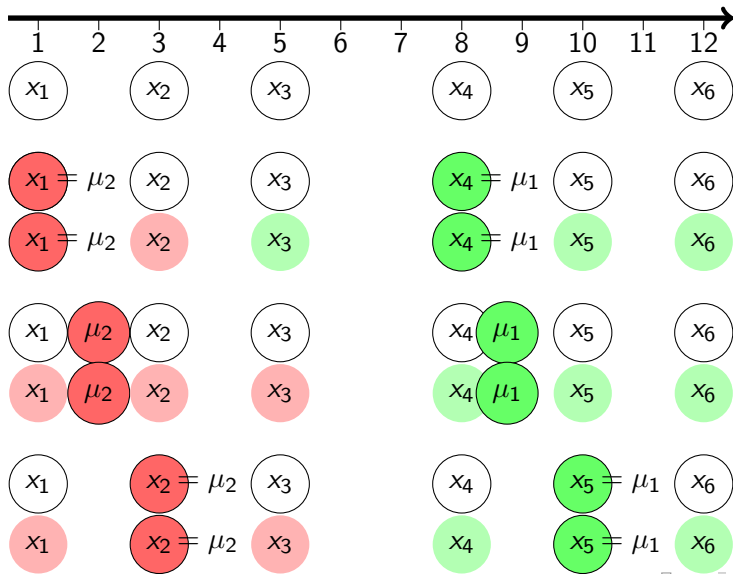 1 2 3 4 5 6 7 8 9 10 11 12
x₁ x₂ x₃ x₄ x₅ x₆
x₁ = μ₂ x₂ x₃ x₄ = μ₁ x₅ x₆
x₁ = μ₂ x₂ x₃ x₄ = μ₁ x₅ x₆
x₁ μ₂ x₂ x₃ x₄ μ₁ x₅ x₆
x₁ μ₂ x₂ x₃ x₄ μ₁ x₅ x₆
x₁ x₂ = μ₂ x₃ x₄ x₅ = μ₁ x₆
x₁ x₂ = μ₂ x₃ x₄ x₅ = μ₁ x₆